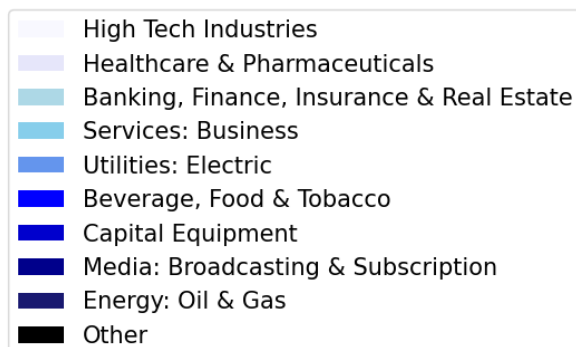 High Tech Industries
Healthcare & Pharmaceuticals
Banking, Finance, Insurance & Real Estate
Services: Business
Utilities: Electric
Beverage, Food & Tobacco
Capital Equipment
Media: Broadcasting & Subscription
Energy: Oil & Gas
Other